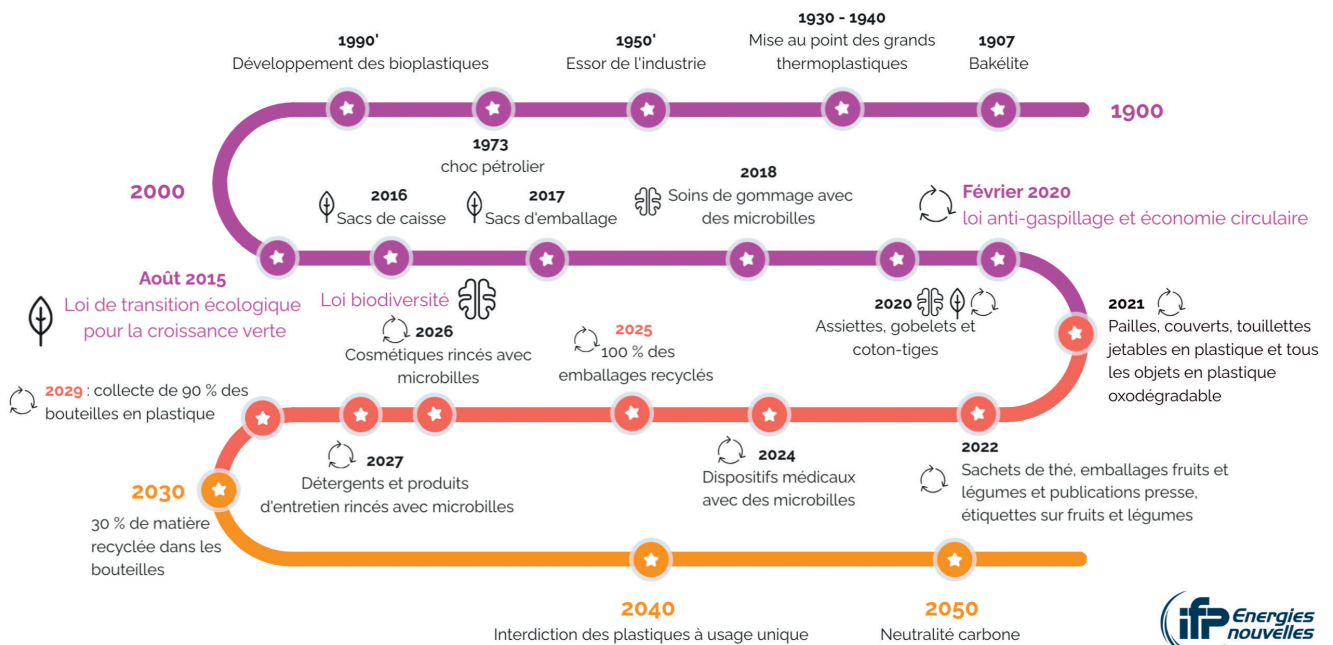 1900
1907
Bakélite
1930 - 1940
Mise au point des grands
thermoplastiques
1950'
Essor de l'industrie
1973
choc pétrolier
1990'
Développement des bioplastiques
2000
Août 2015
Loi de transition écologique
pour la croissance verte
2016
Sacs de caisse
Loi biodiversité
2017
Sacs d'emballage
2018
Soins de gommage avec
des microbilles
2020
Assiettes, gobelets et
coton-tiges
Février 2020
loi anti-gaspillage et économie circulaire
2021
Pailles, couverts, touillettes
jetables en plastique et tous
les objets en plastique
oxodégradable
2022
Sachets de thé, emballages fruits et
légumes et publications presse,
étiquettes sur fruits et légumes
2024
Dispositifs médicaux
avec des microbilles
2025
100 % des
emballages recyclés
2026
Cosmétiques rincés avec
microbilles
2027
Détergents et produits
d'entretien rincés avec microbilles
2029 : collecte de 90 % des
bouteilles en plastique
2030
30 % de matière
recyclée dans les
bouteilles
2040
Interdiction des plastiques à usage unique
2050
Neutralité carbone
ifp Energies
nouvelles